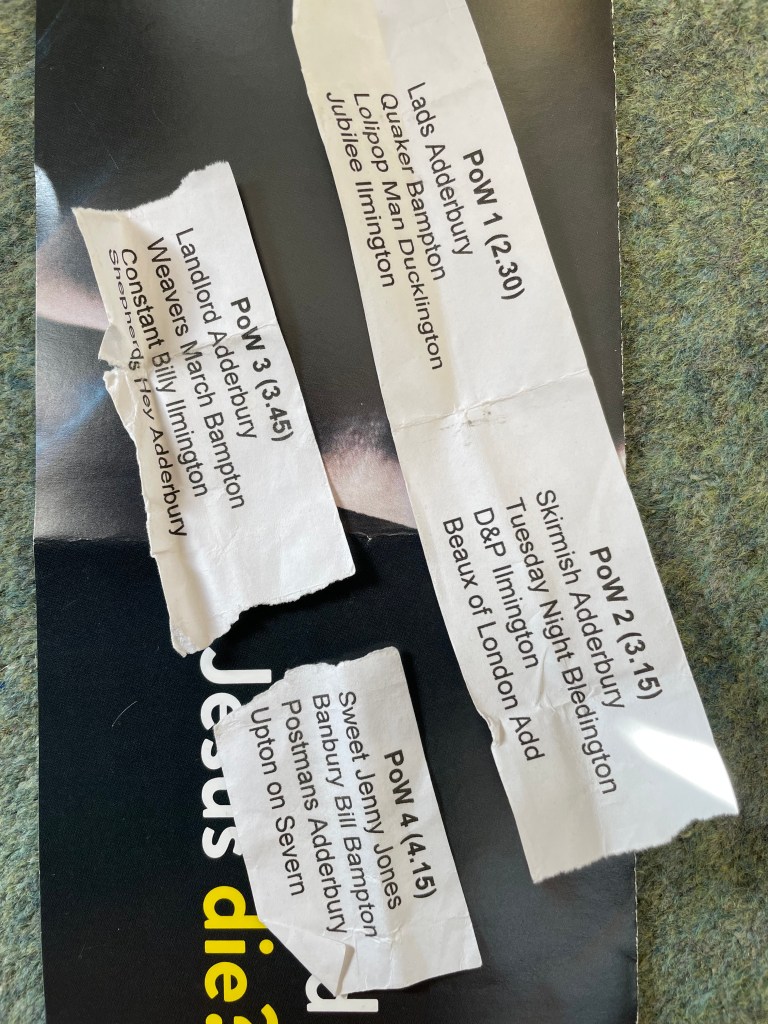 PoW 1 (2.30)
Lads Adderbury
Quaker Bampton
Lolipop Man Ducklington
Jubilee Ilmington
PoW 2 (3.15)
Skirmish Adderbury
Tuesday Night Bledington
D&P Ilmington
Beaux of London Add
PoW 3 (3.45)
Landlord Adderbury
Weavers March Bampton
Constant Billy Ilmington
Shepherds Hey Adderbury
PoW 4 (4.15)
Sweet Jenny Jones
Banbury Bill Bampton
Postmans Adderbury
Upton on Severn
d
Jesus
die?